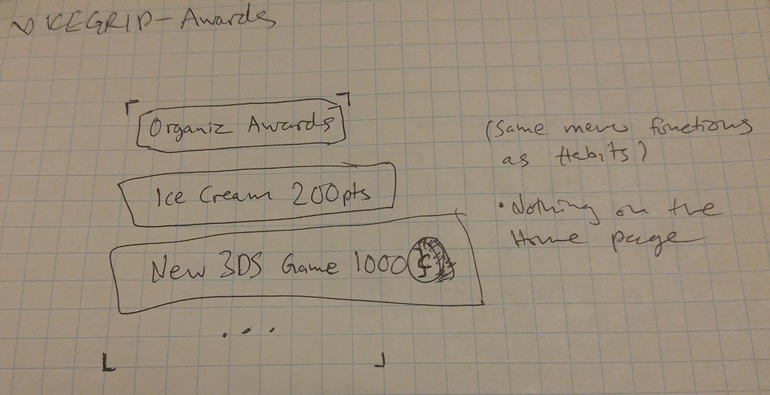 VICEGRIP - Awards
Organiz Awards
Ice Cream 200pts
New 3DS Game 1000 $
...
(Same menu functions
as Habits)
• Nothing on the
Home page